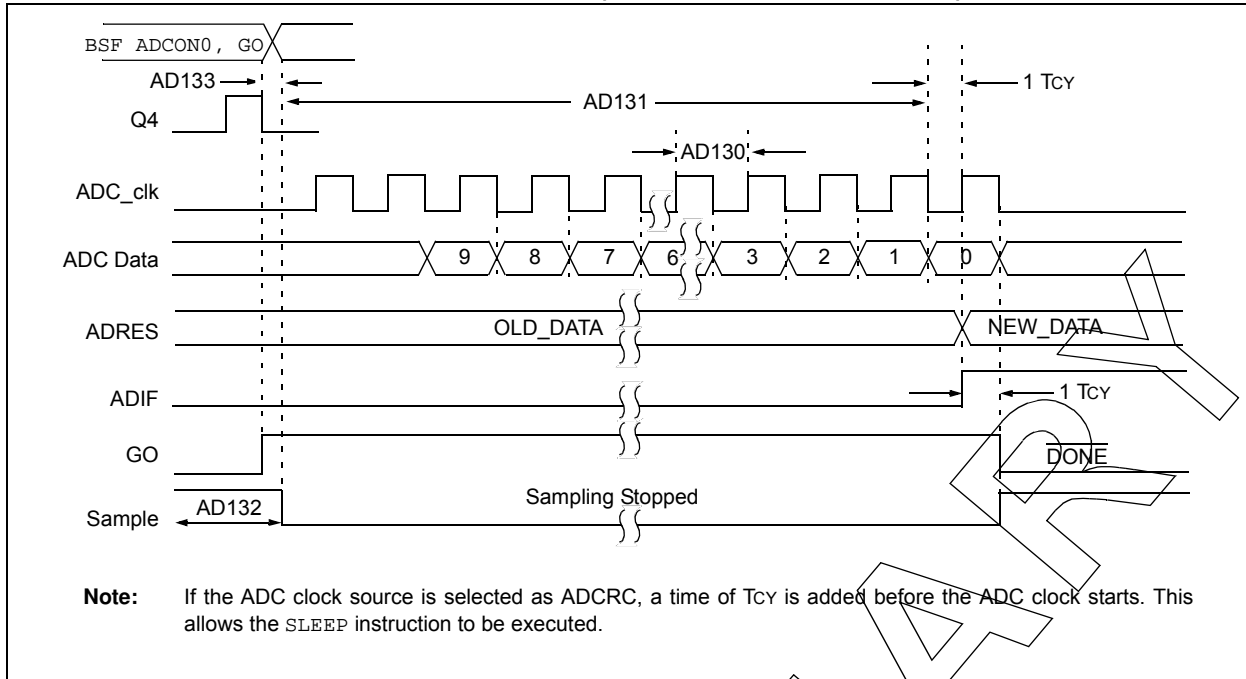 BSF ADCON0, GO
AD133
1 TCY
AD131
Q4
AD130
ADC_clk
ADC Data 9 8 7 6 3 2 1 0
ADRES OLD_DATA NEW_DATA
ADIF 1 TCY
GO DONE
Sample AD132 Sampling Stopped
Note: If the ADC clock source is selected as ADCRC, a time of TCY is added before the ADC clock starts. This
allows the SLEEP instruction to be executed.